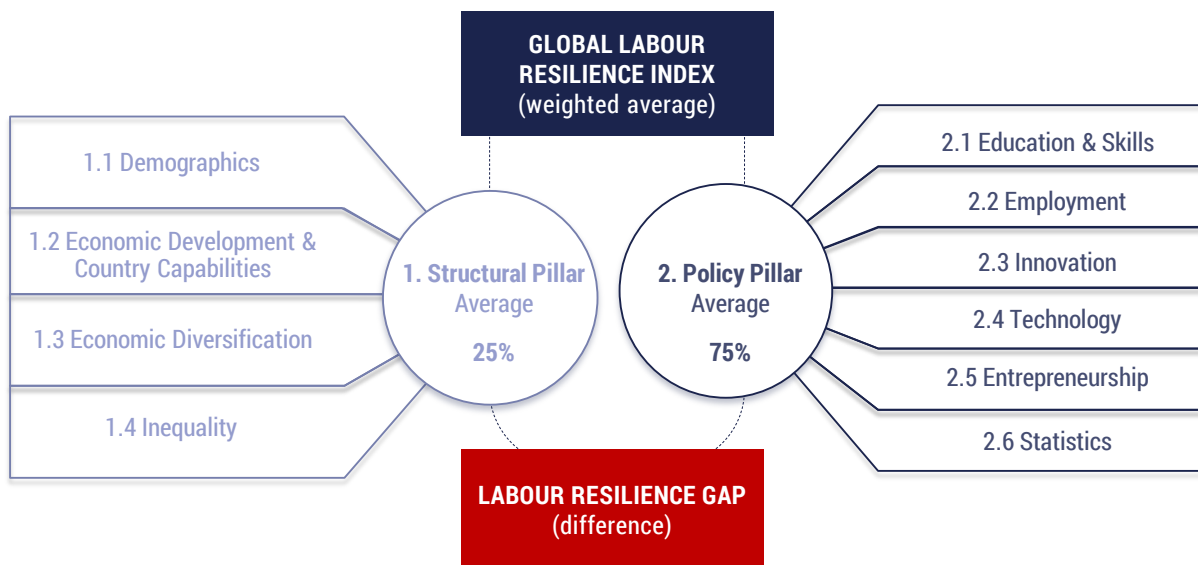 GLOBAL LABOUR
RESILIENCE INDEX
(weighted average)
1.1 Demographics
1.2 Economic Development &
Country Capabilities
1.3 Economic Diversification
1.4 Inequality
1. Structural Pillar
Average
25%
2. Policy Pillar
Average
75%
2.1 Education & Skills
2.2 Employment
2.3 Innovation
2.4 Technology
2.5 Entrepreneurship
2.6 Statistics
LABOUR RESILIENCE GAP
(difference)